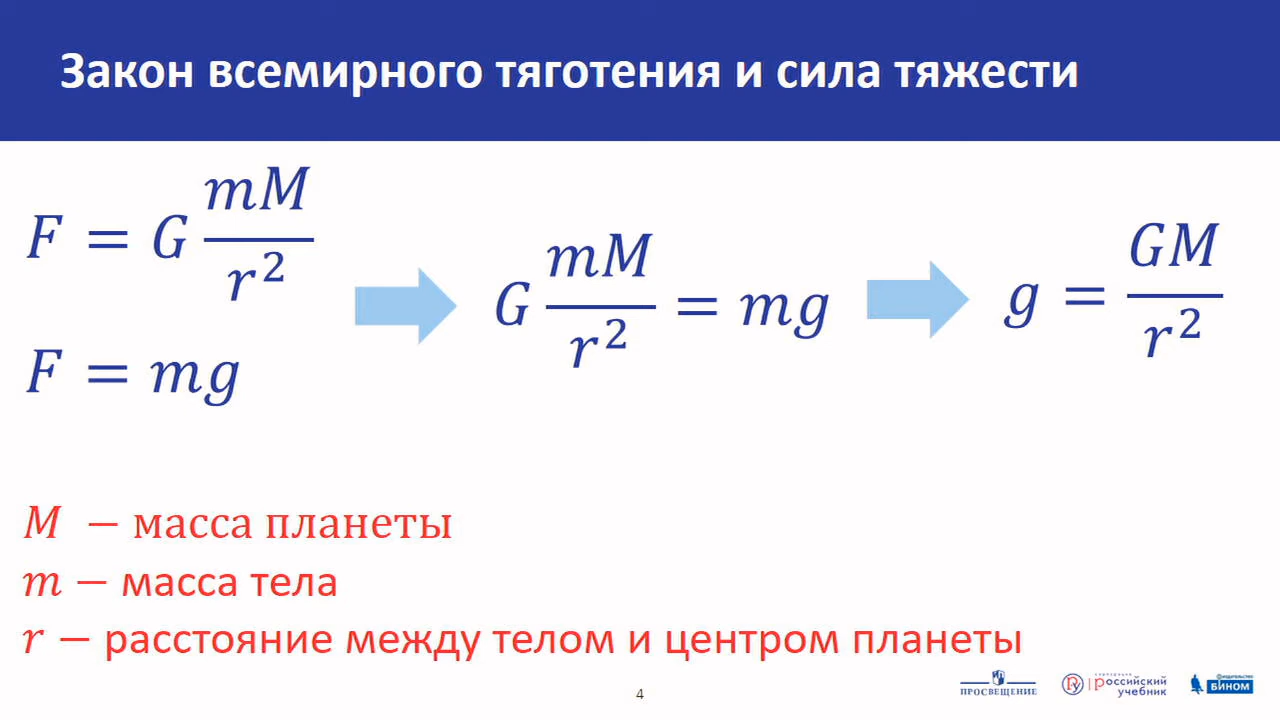 Закон всемирного тяготения и сила тяжести
F = G mM/r²
F = mg
G mM/r² = mg
g = GM/r²
M – масса планеты
m – масса тела
r – расстояние между телом и центром планеты
4
ПРОСВЕЩЕНИЕ
российский
учебник
БИНОМ